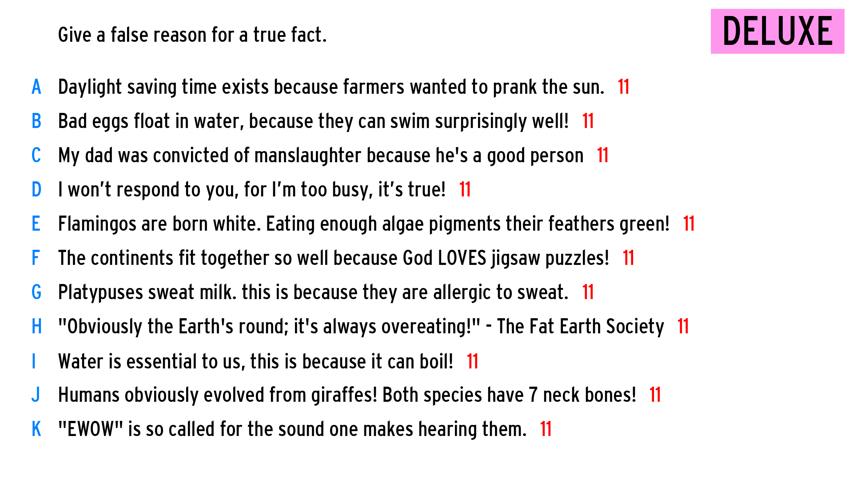 Give a false reason for a true fact.
DELUXE
A Daylight saving time exists because farmers wanted to prank the sun. 11
B Bad eggs float in water, because they can swim surprisingly well! 11
C My dad was convicted of manslaughter because he's a good person 11
D I won't respond to you, for I'm too busy, it's true! 11
E Flamingos are born white. Eating enough algae pigments their feathers green! 11
F The continents fit together so well because God LOVES jigsaw puzzles! 11
G Platypuses sweat milk. this is because they are allergic to sweat. 11
H "Obviously the Earth's round; it's always overeating!" - The Fat Earth Society 11
I Water is essential to us, this is because it can boil! 11
J Humans obviously evolved from giraffes! Both species have 7 neck bones! 11
K "EWOW" is so called for the sound one makes hearing them. 11